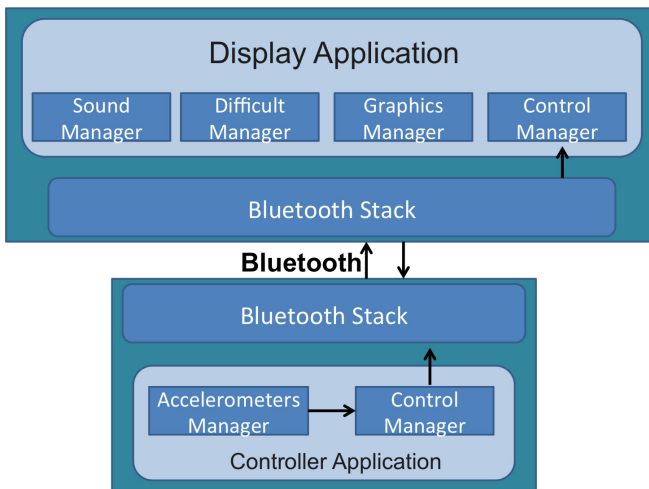 Display Application
Sound
Manager
Difficult
Manager
Graphics
Manager
Control
Manager
Bluetooth Stack
Bluetooth
Bluetooth Stack
Accelerometers
Manager
Control
Manager
Controller Application